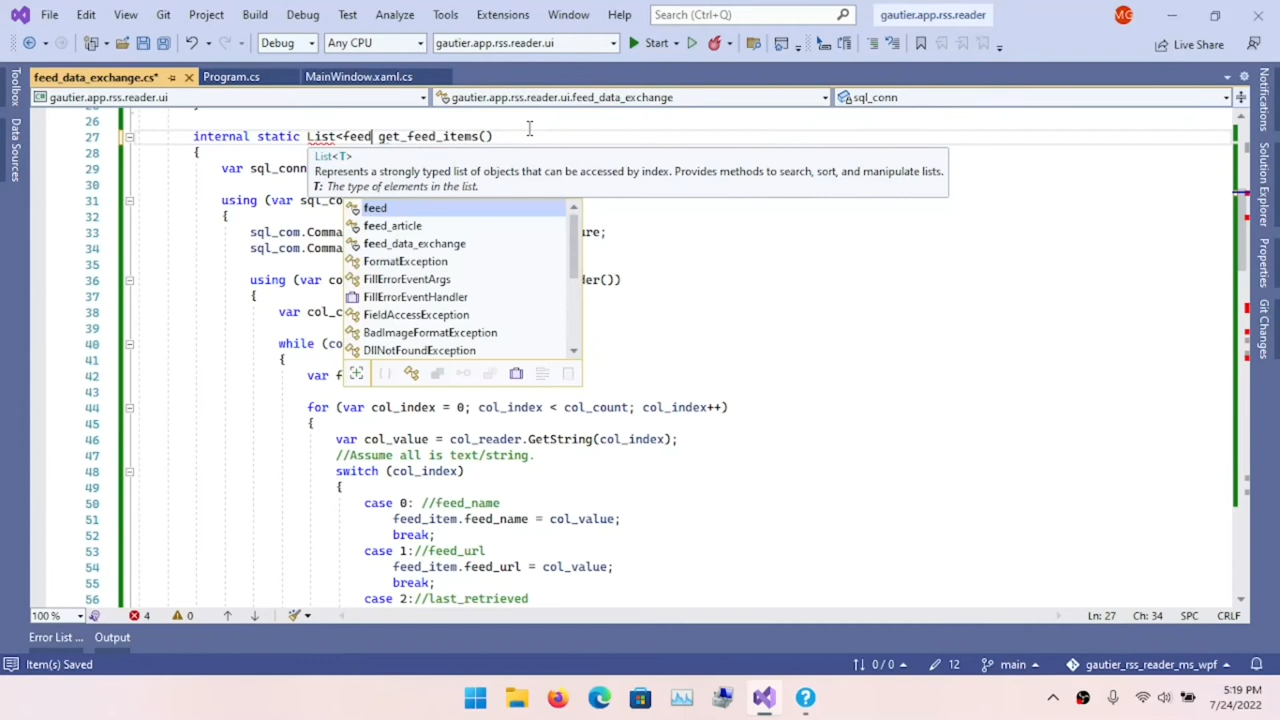 File Edit View Git Project Build Debug Test Analyze Tools Extensions Window Help Search (Ctrl+Q) gautier.app.rss.reader MG
Debug Any CPU gautier.app.rss.reader.ui Start Live Share
feed_data_exchange.cs* Program.cs MainWindow.xaml.cs
gautier.app.rss.reader.ui gautier.app.rss.reader.ui.feed_data_exchange sql_conn
Toolbox
Data Sources
Notifications
Solution Explorer
Properties
Git Changes
26
27 internal static List<feed get_feed_items()
28 {
List<T>
29 var sql_conn
Represents a strongly typed list of objects that can be accessed by index. Provides methods to search, sort, and manipulate lists.
30
T: The type of elements in the list.
31 using (var sql_co
feed
32 {
feed_article
33 sql_com.Comma ure;
34 sql_com.Comma
feed_data_exchange
35
FormatException
36 using (var co der())
FillErrorEventArgs
37 {
FillErrorEventHandler
38 var col_c
FieldAccessException
39
BadImageFormatException
40 while (co
DllNotFoundException
41 {
42 var f
43
44 for (var col_index = 0; col_index < col_count; col_index++)
45 {
46 var col_value = col_reader.GetString(col_index);
47 //Assume all is text/string.
48 switch (col_index)
49 {
50 case 0: //feed_name
51 feed_item.feed_name = col_value;
52 break;
53 case 1://feed_url
54 feed_item.feed_url = col_value;
55 break;
56 case 2://last_retrieved
100 % 4 0 Ln: 27 Ch: 34 SPC CRLF
Error List ... Output
Item(s) Saved 0 / 0 12 main gautier_rss_reader_ms_wpf
5:19 PM
7/24/2022